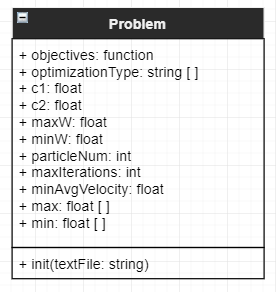 Problem
+ objectives: function
+ optimizationType: string [ ]
+ c1: float
+ c2: float
+ maxW: float
+ minW: float
+ particleNum: int
+ maxIterations: int
+ minAvgVelocity: float
+ max: float [ ]
+ min: float [ ]
+ init(textFile: string)